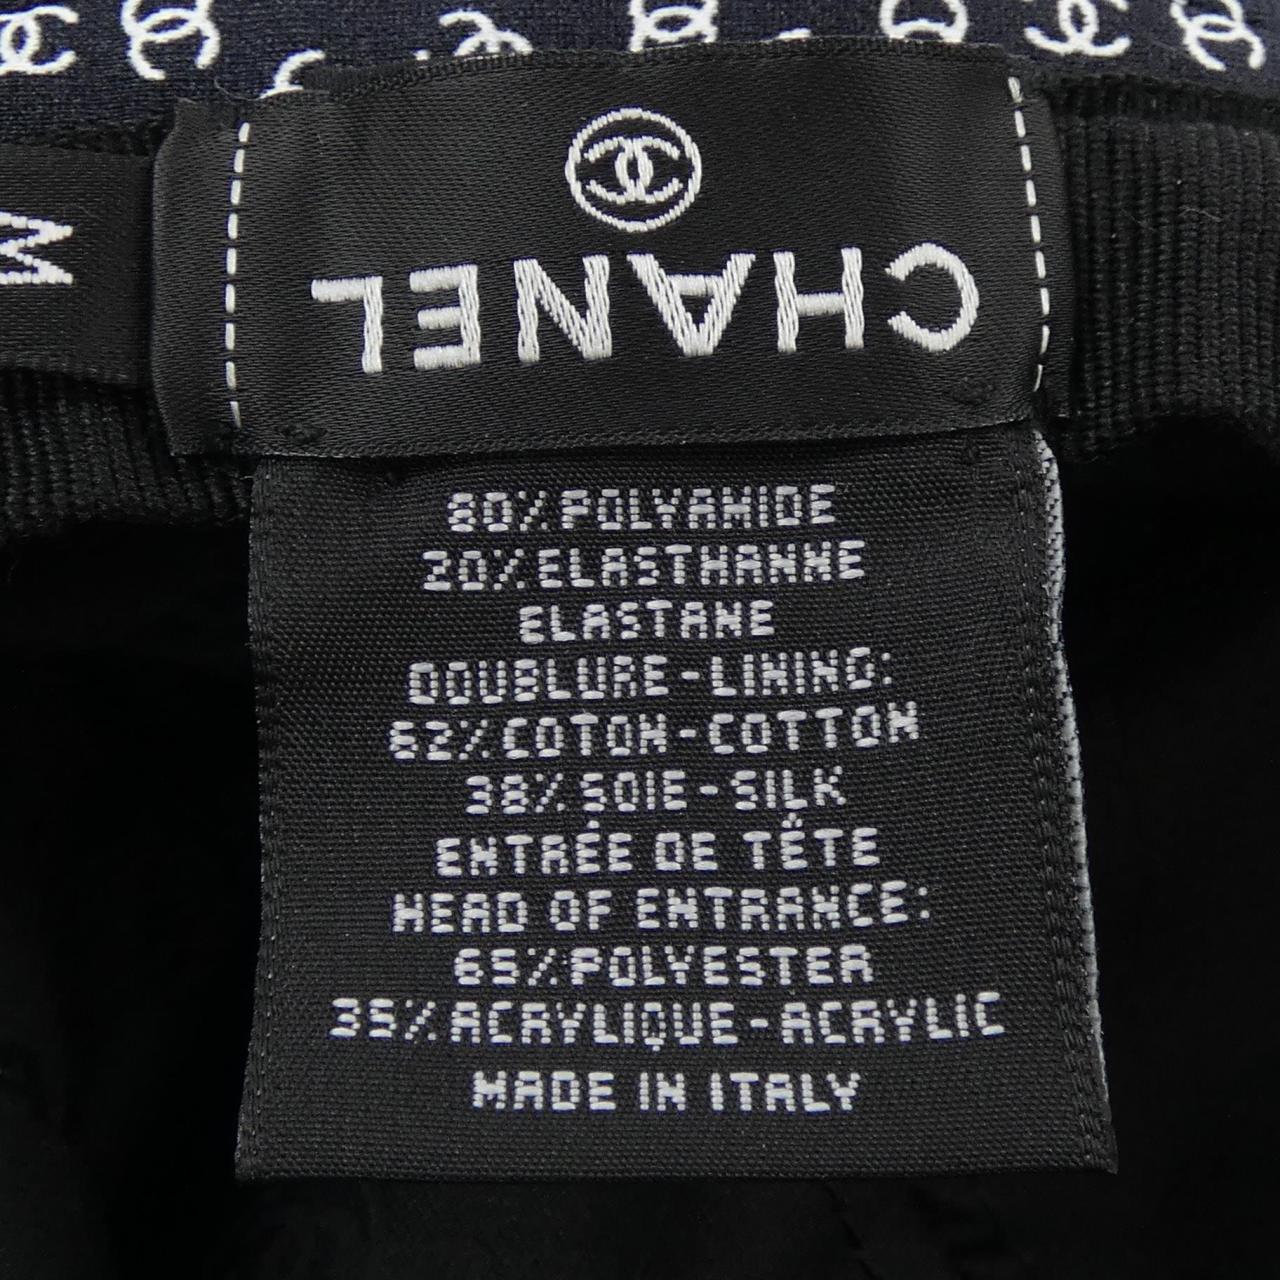 M
CHANEL
80% POLYAMIDE
20% ELASTHANNE
ELASTANE
DOUBLURE-LINING:
62% COTON-COTTON
38% SOIE-SILK
ENTRÉE DE TÊTE
HEAD OF ENTRANCE:
65% POLYESTER
35% ACRYLIQUE-ACRYLIC
MADE IN ITALY